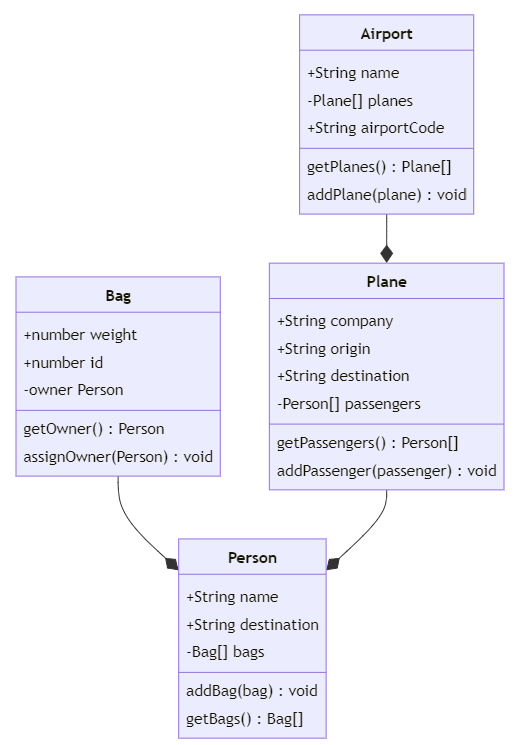 Airport
+String name
-Plane[] planes
+String airportCode
getPlanes() : Plane[]
addPlane(plane) : void
Bag
+number weight
+number id
-owner Person
getOwner() : Person
assignOwner(Person) : void
Plane
+String company
+String origin
+String destination
-Person[] passengers
getPassengers() : Person[]
addPassenger(passenger) : void
Person
+String name
+String destination
-Bag[] bags
addBag(bag) : void
getBags() : Bag[]